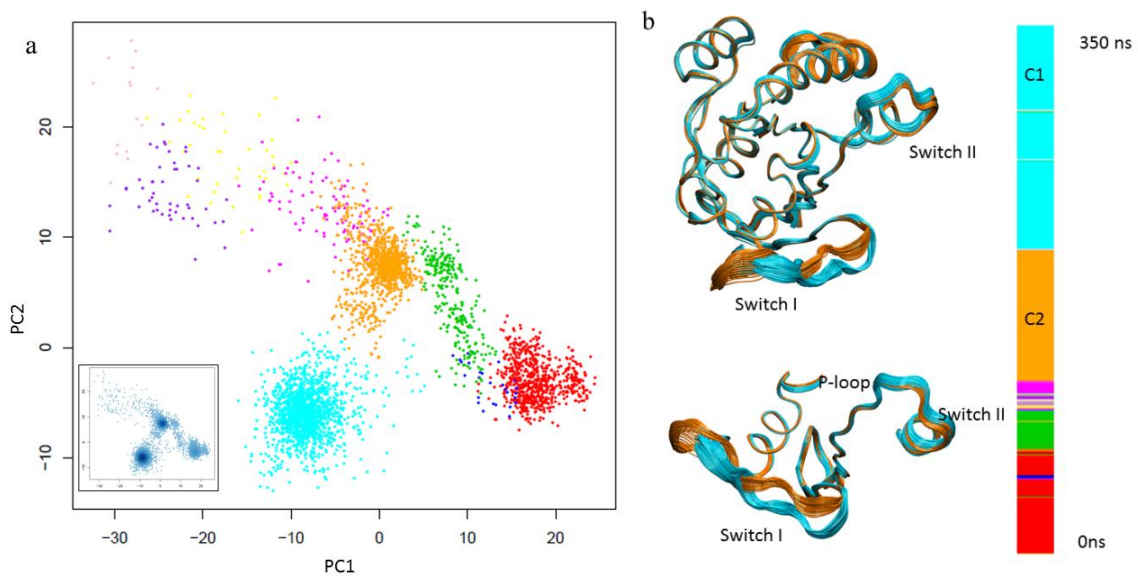 a
PC2
20
10
0
−10
−30
−20
−10
0
10
20
PC1
b
Switch II
Switch I
P-loop
Switch II
Switch I
350 ns
C1
C2
0ns